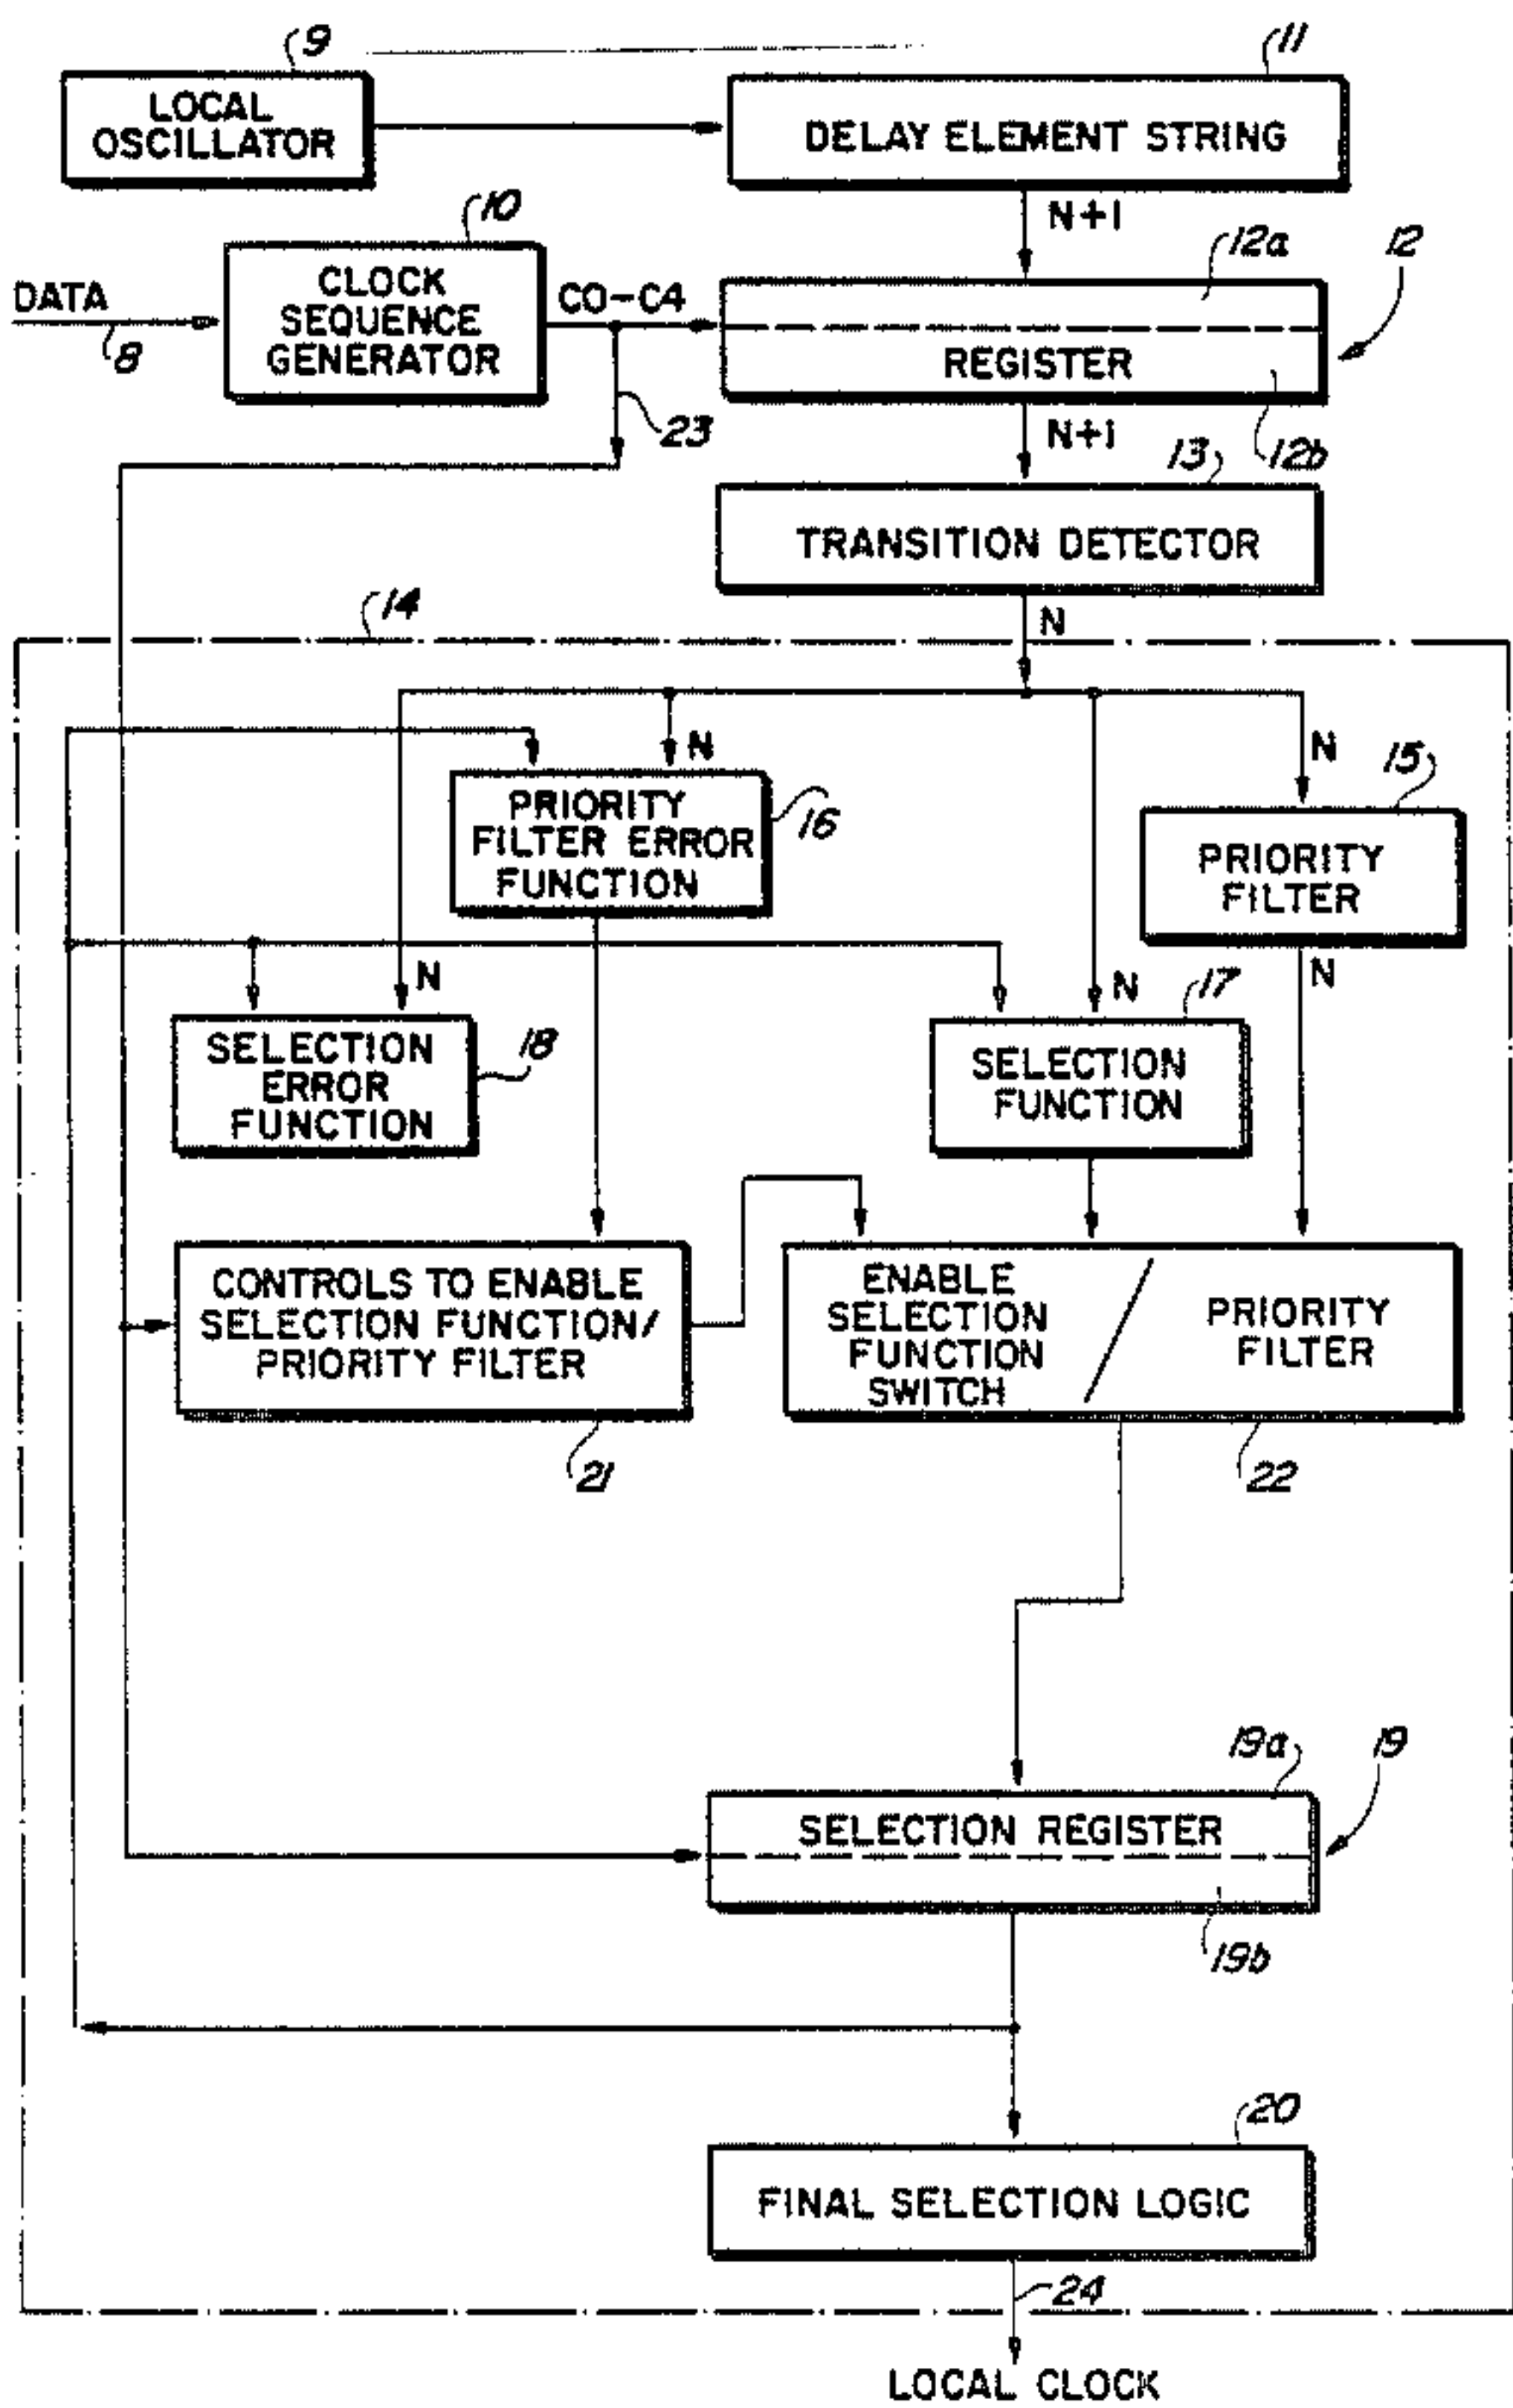 9
LOCAL
OSCILLATOR
11
DELAY ELEMENT STRING
N+1
10
CLOCK
SEQUENCE
GENERATOR
DATA
8
C0-C4
23
12a
12
REGISTER
12b
N+1
13
TRANSITION DETECTOR
N
14
N
N
15
PRIORITY
FILTER ERROR
FUNCTION
16
PRIORITY
FILTER
N
N
N
17
SELECTION
ERROR
FUNCTION
18
SELECTION
FUNCTION
CONTROLS TO ENABLE
SELECTION FUNCTION/
PRIORITY FILTER
21
ENABLE
SELECTION
FUNCTION
SWITCH
/
PRIORITY
FILTER
22
19a
19
SELECTION REGISTER
19b
20
FINAL SELECTION LOGIC
24
LOCAL CLOCK